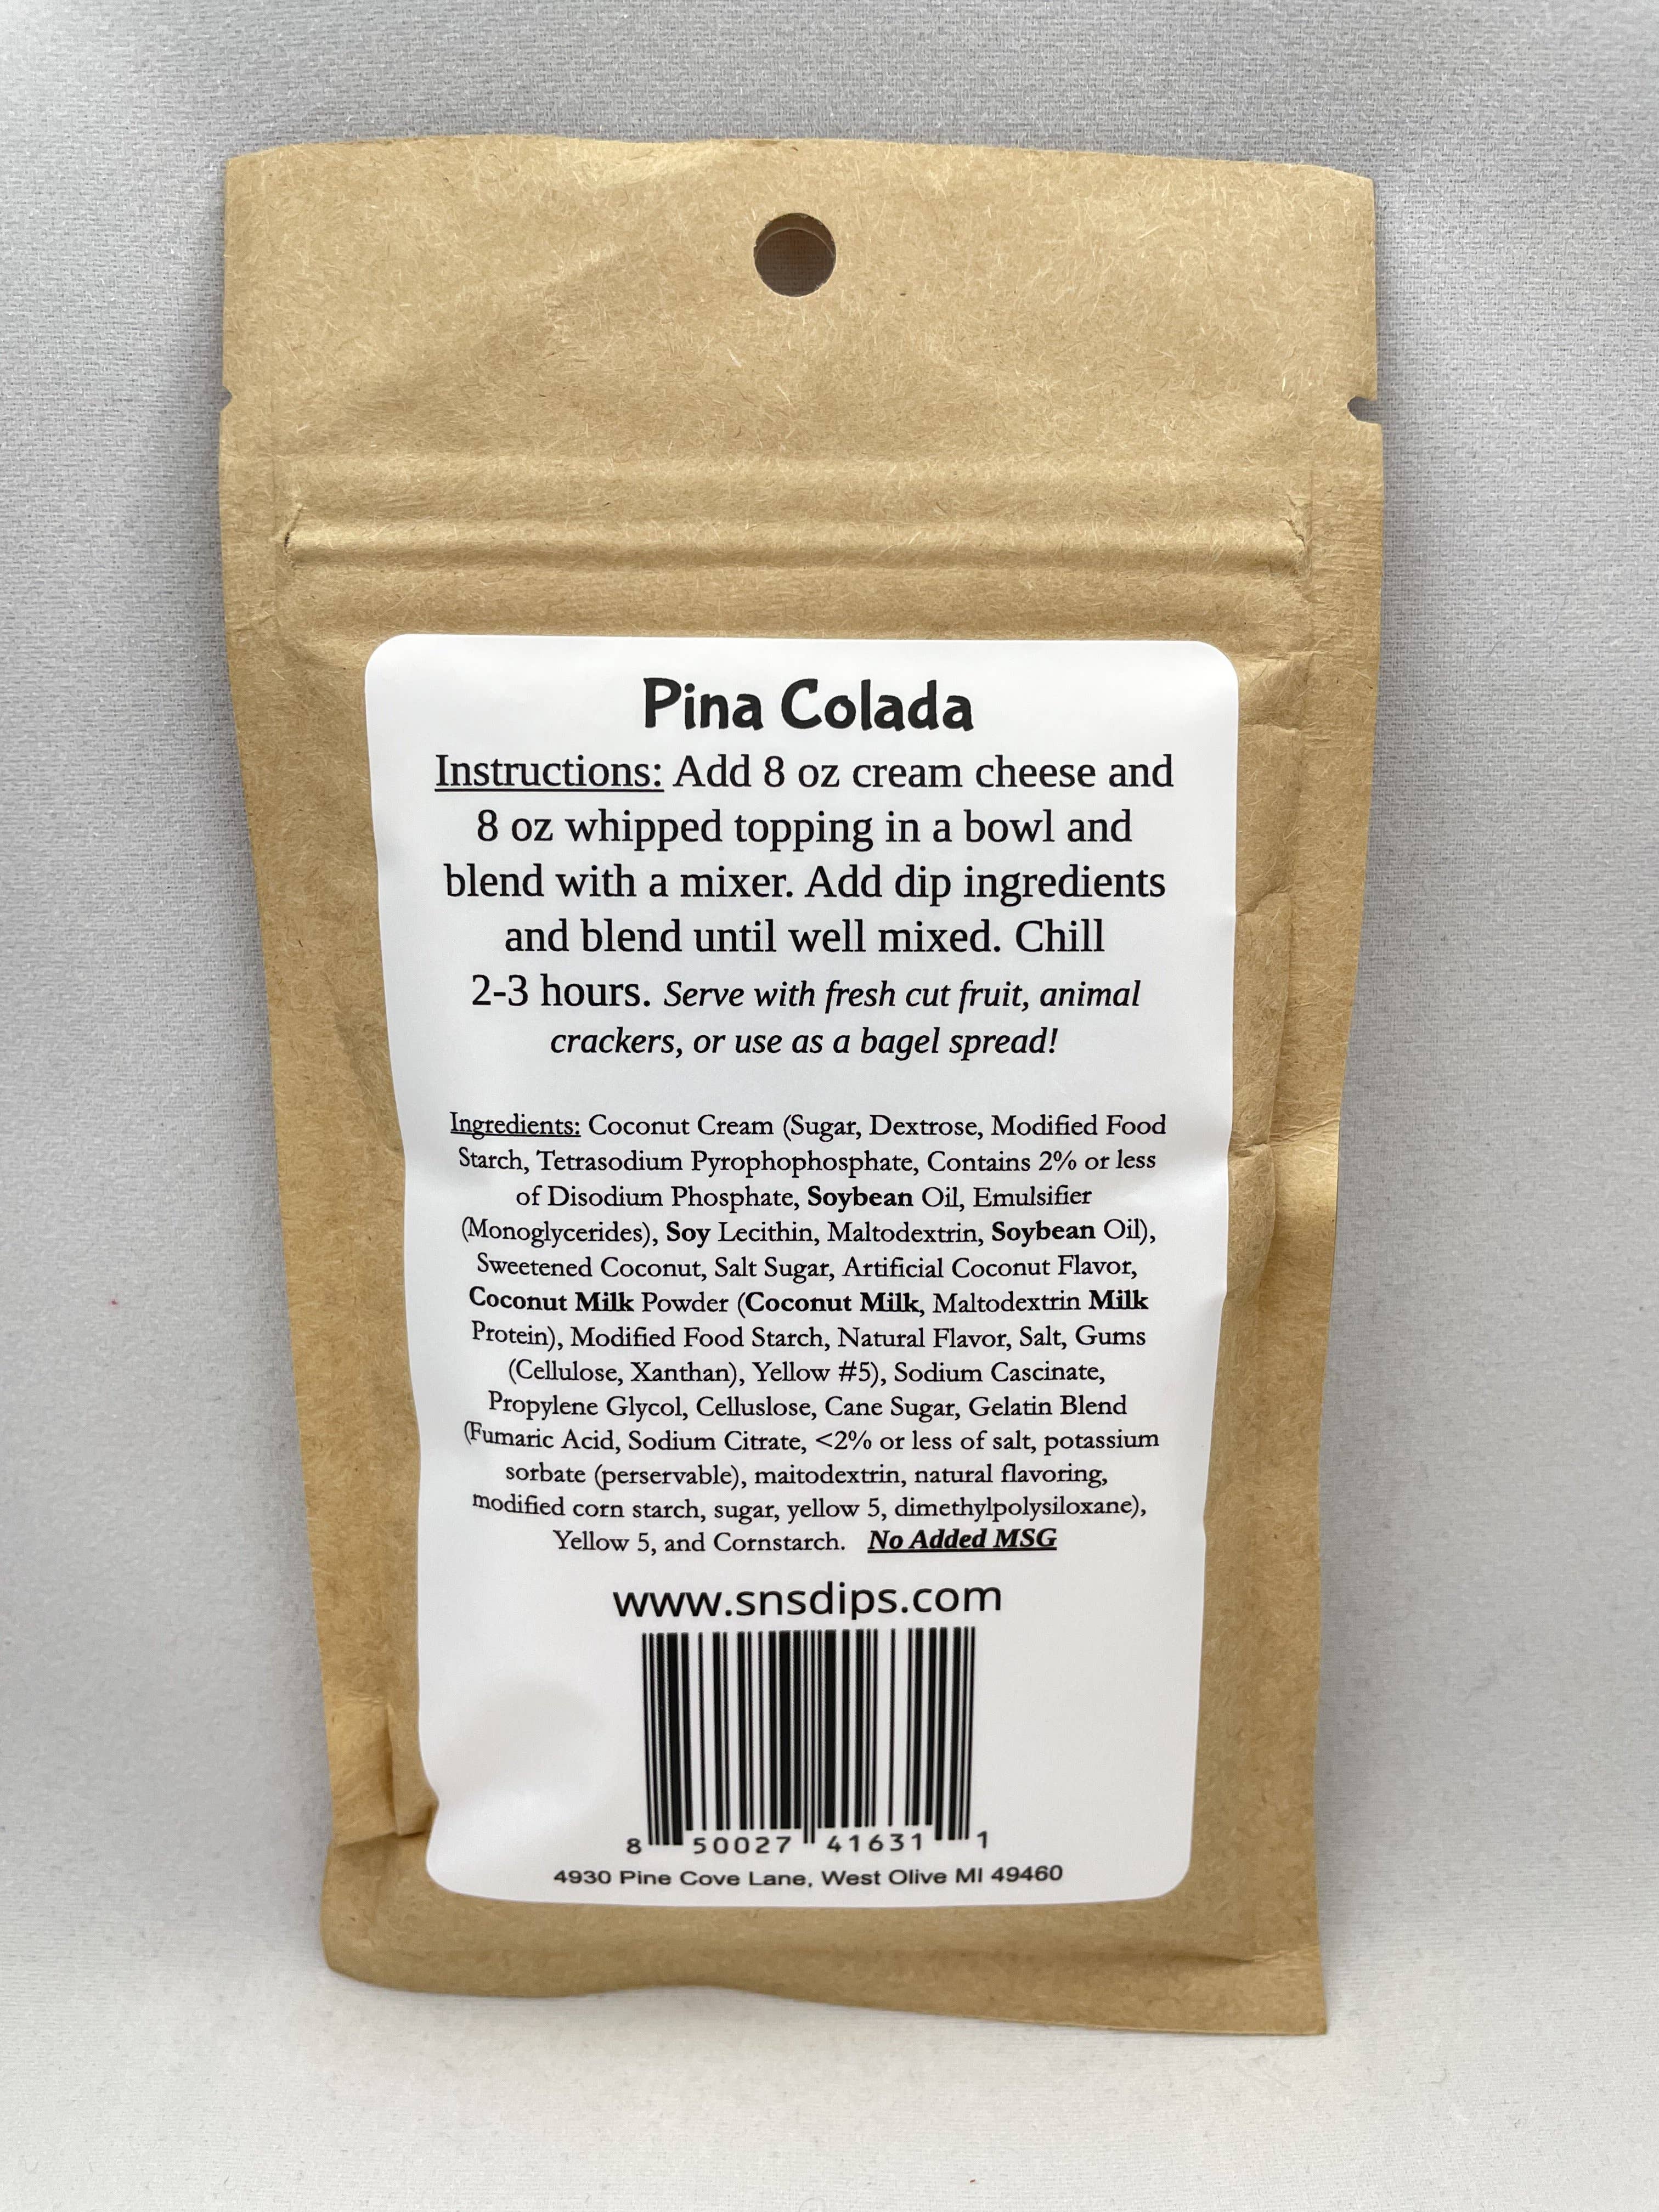 Pina Colada
Instructions: Add 8 oz cream cheese and
8 oz whipped topping in a bowl and
blend with a mixer. Add dip ingredients
and blend until well mixed. Chill
2-3 hours. Serve with fresh cut fruit, animal
crackers, or use as a bagel spread!
Ingredients: Coconut Cream (Sugar, Dextrose, Modified Food
Starch, Tetrasodium Pyrophophosphate, Contains 2% or less
of Disodium Phosphate, Soybean Oil, Emulsifier
(Monoglycerides), Soy Lecithin, Maltodextrin, Soybean Oil),
Sweetened Coconut, Salt Sugar, Artificial Coconut Flavor,
Coconut Milk Powder (Coconut Milk, Maltodextrin Milk
Protein), Modified Food Starch, Natural Flavor, Salt, Gums
(Cellulose, Xanthan), Yellow #5), Sodium Cascinate,
Propylene Glycol, Celluslose, Cane Sugar, Gelatin Blend
(Fumaric Acid, Sodium Citrate, <2% or less of salt, potassium
sorbate (perservable), maitodextrin, natural flavoring,
modified corn starch, sugar, yellow 5, dimethylpolysiloxane),
Yellow 5, and Cornstarch. No Added MSG
www.snsdips.com
8 50027 41631 1
4930 Pine Cove Lane, West Olive MI 49460